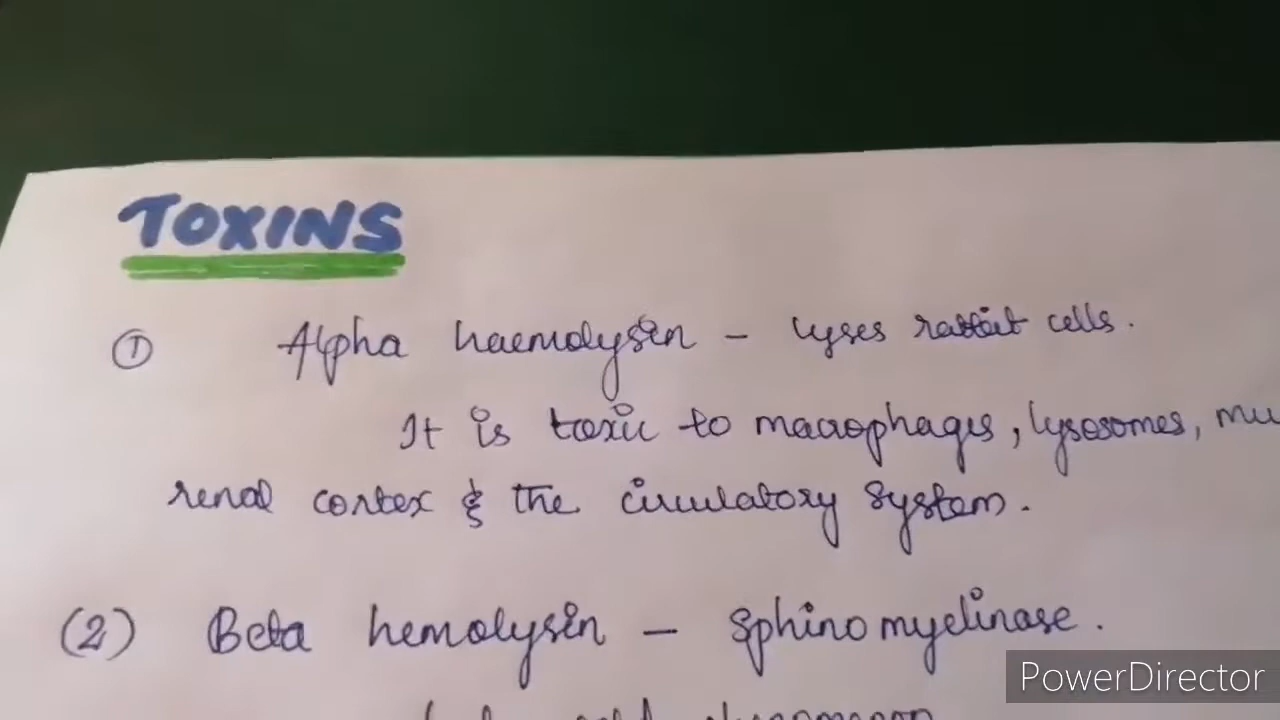 TOXINS
① Alpha haemolysin - lyses rabbit cells.
It is toxic to macrophages, lysosomes, mu
renal cortex & the circulatory system.
(2) Beta hemolysin - Sphinomyelinase.
PowerDirector